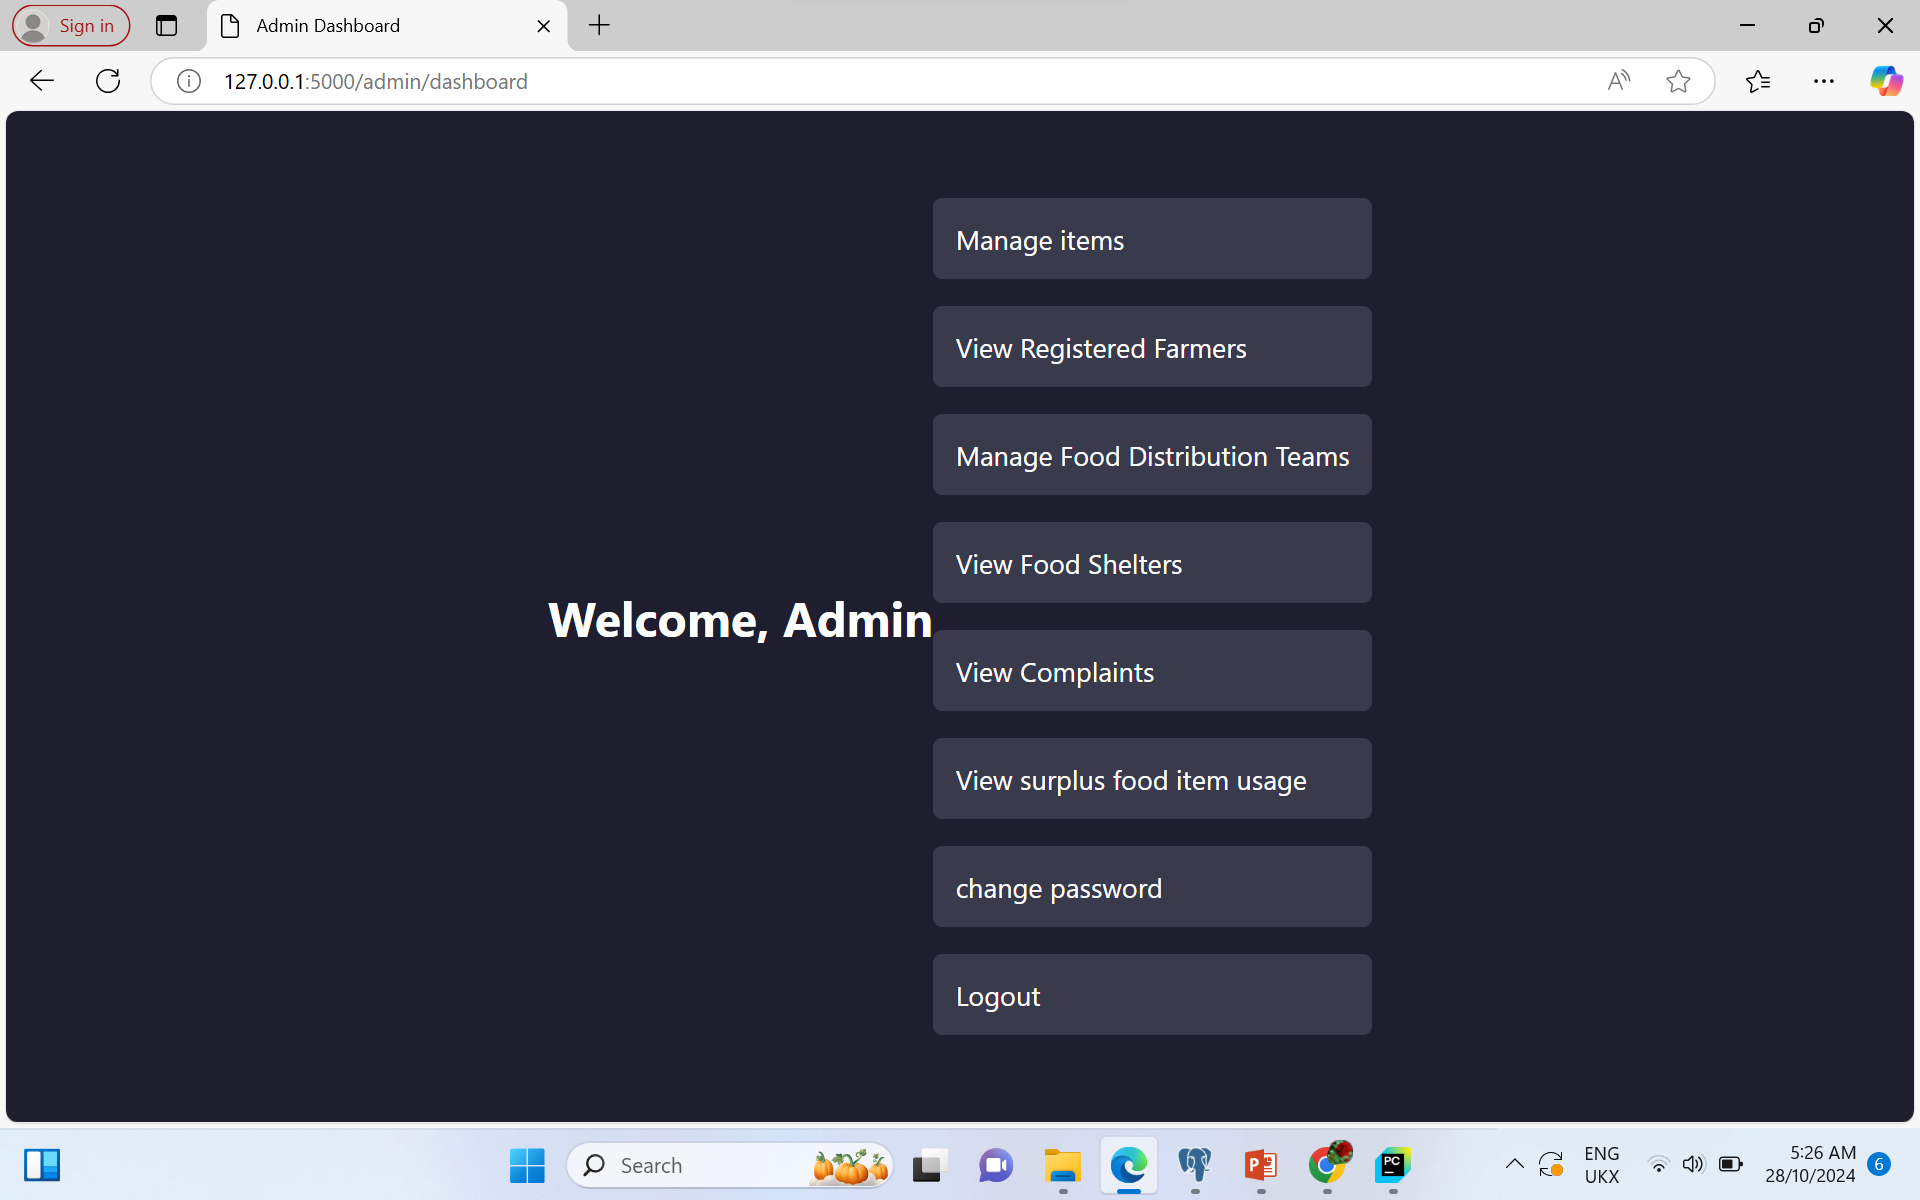 Sign in
Admin Dashboard
127.0.0.1:5000/admin/dashboard
Manage items
View Registered Farmers
Manage Food Distribution Teams
View Food Shelters
Welcome, Admin
View Complaints
View surplus food item usage
change password
Logout
Search
PC
ENG
UKX
5:26 AM
28/10/2024
6